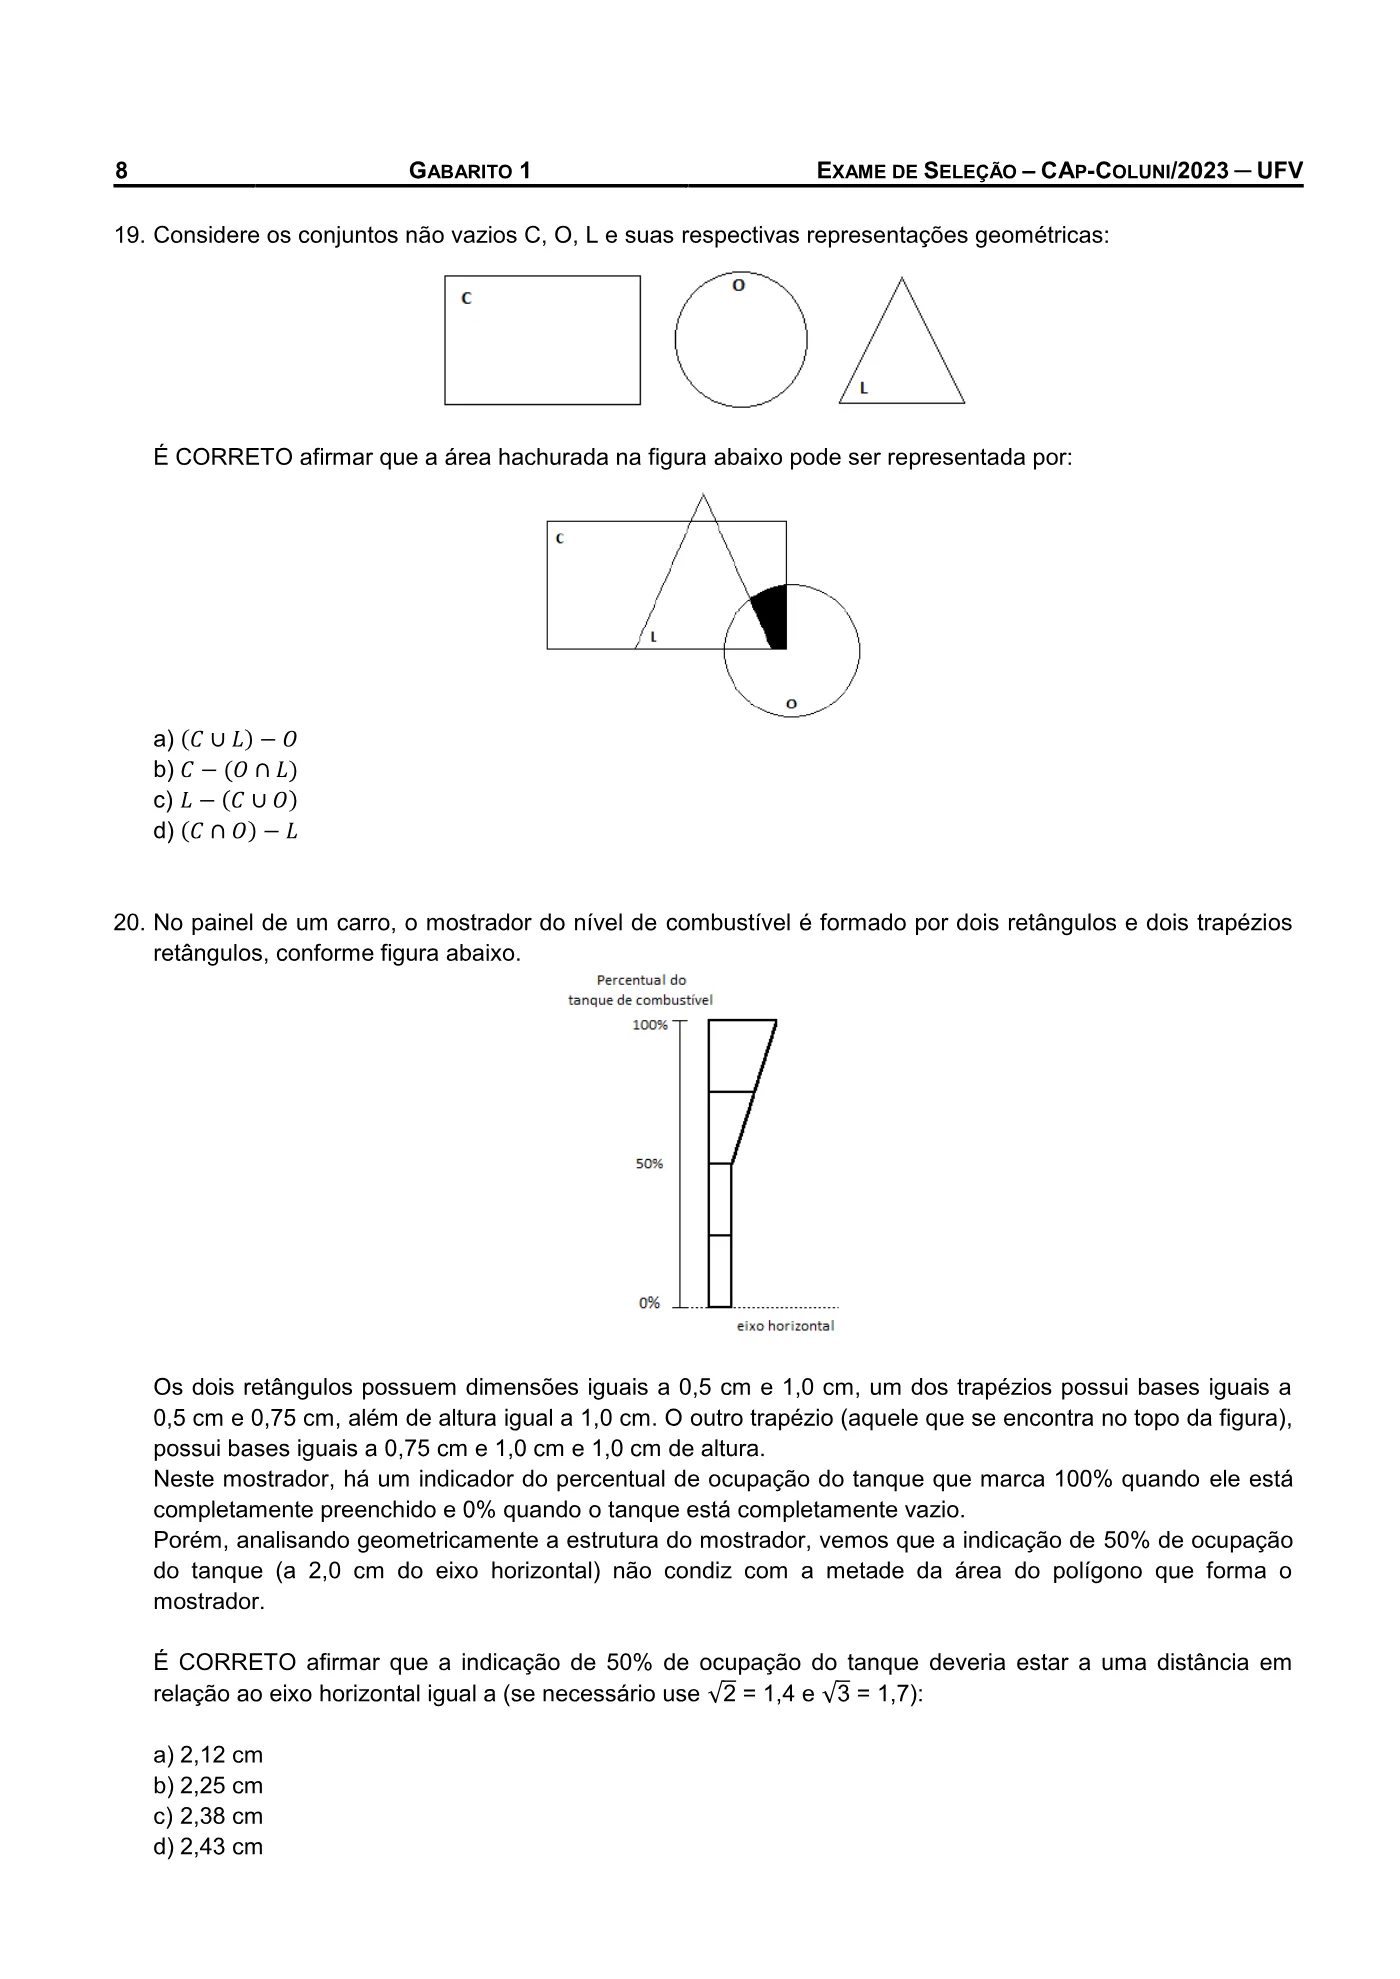 8 GABARITO 1 EXAME DE SELEÇÃO – CAP-COLUNI/2023 — UFV
19. Considere os conjuntos não vazios C, O, L e suas respectivas representações geométricas:
C O L
É CORRETO afirmar que a área hachurada na figura abaixo pode ser representada por:
C
L
O
a) (C ∪ L) − O
b) C − (O ∩ L)
c) L − (C ∪ O)
d) (C ∩ O) − L
20. No painel de um carro, o mostrador do nível de combustível é formado por dois retângulos e dois trapézios
retângulos, conforme figura abaixo.
Percentual do
tanque de combustível
100%
50%
0%
eixo horizontal
Os dois retângulos possuem dimensões iguais a 0,5 cm e 1,0 cm, um dos trapézios possui bases iguais a
0,5 cm e 0,75 cm, além de altura igual a 1,0 cm. O outro trapézio (aquele que se encontra no topo da figura),
possui bases iguais a 0,75 cm e 1,0 cm e 1,0 cm de altura.
Neste mostrador, há um indicador do percentual de ocupação do tanque que marca 100% quando ele está
completamente preenchido e 0% quando o tanque está completamente vazio.
Porém, analisando geometricamente a estrutura do mostrador, vemos que a indicação de 50% de ocupação
do tanque (a 2,0 cm do eixo horizontal) não condiz com a metade da área do polígono que forma o
mostrador.
É CORRETO afirmar que a indicação de 50% de ocupação do tanque deveria estar a uma distância em
relação ao eixo horizontal igual a (se necessário use √2 = 1,4 e √3 = 1,7):
a) 2,12 cm
b) 2,25 cm
c) 2,38 cm
d) 2,43 cm